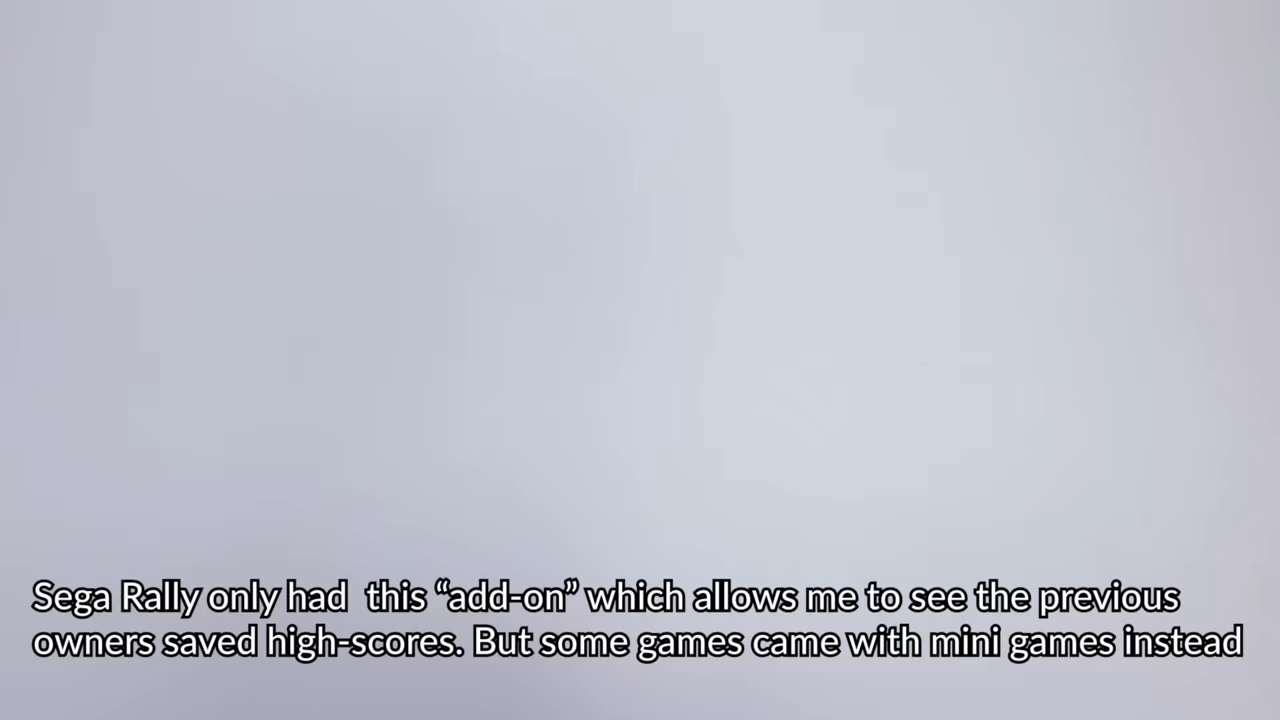 Sega Rally only had  this “add-on” which allows me to see the previous
owners saved high-scores. But some games came with mini games instead